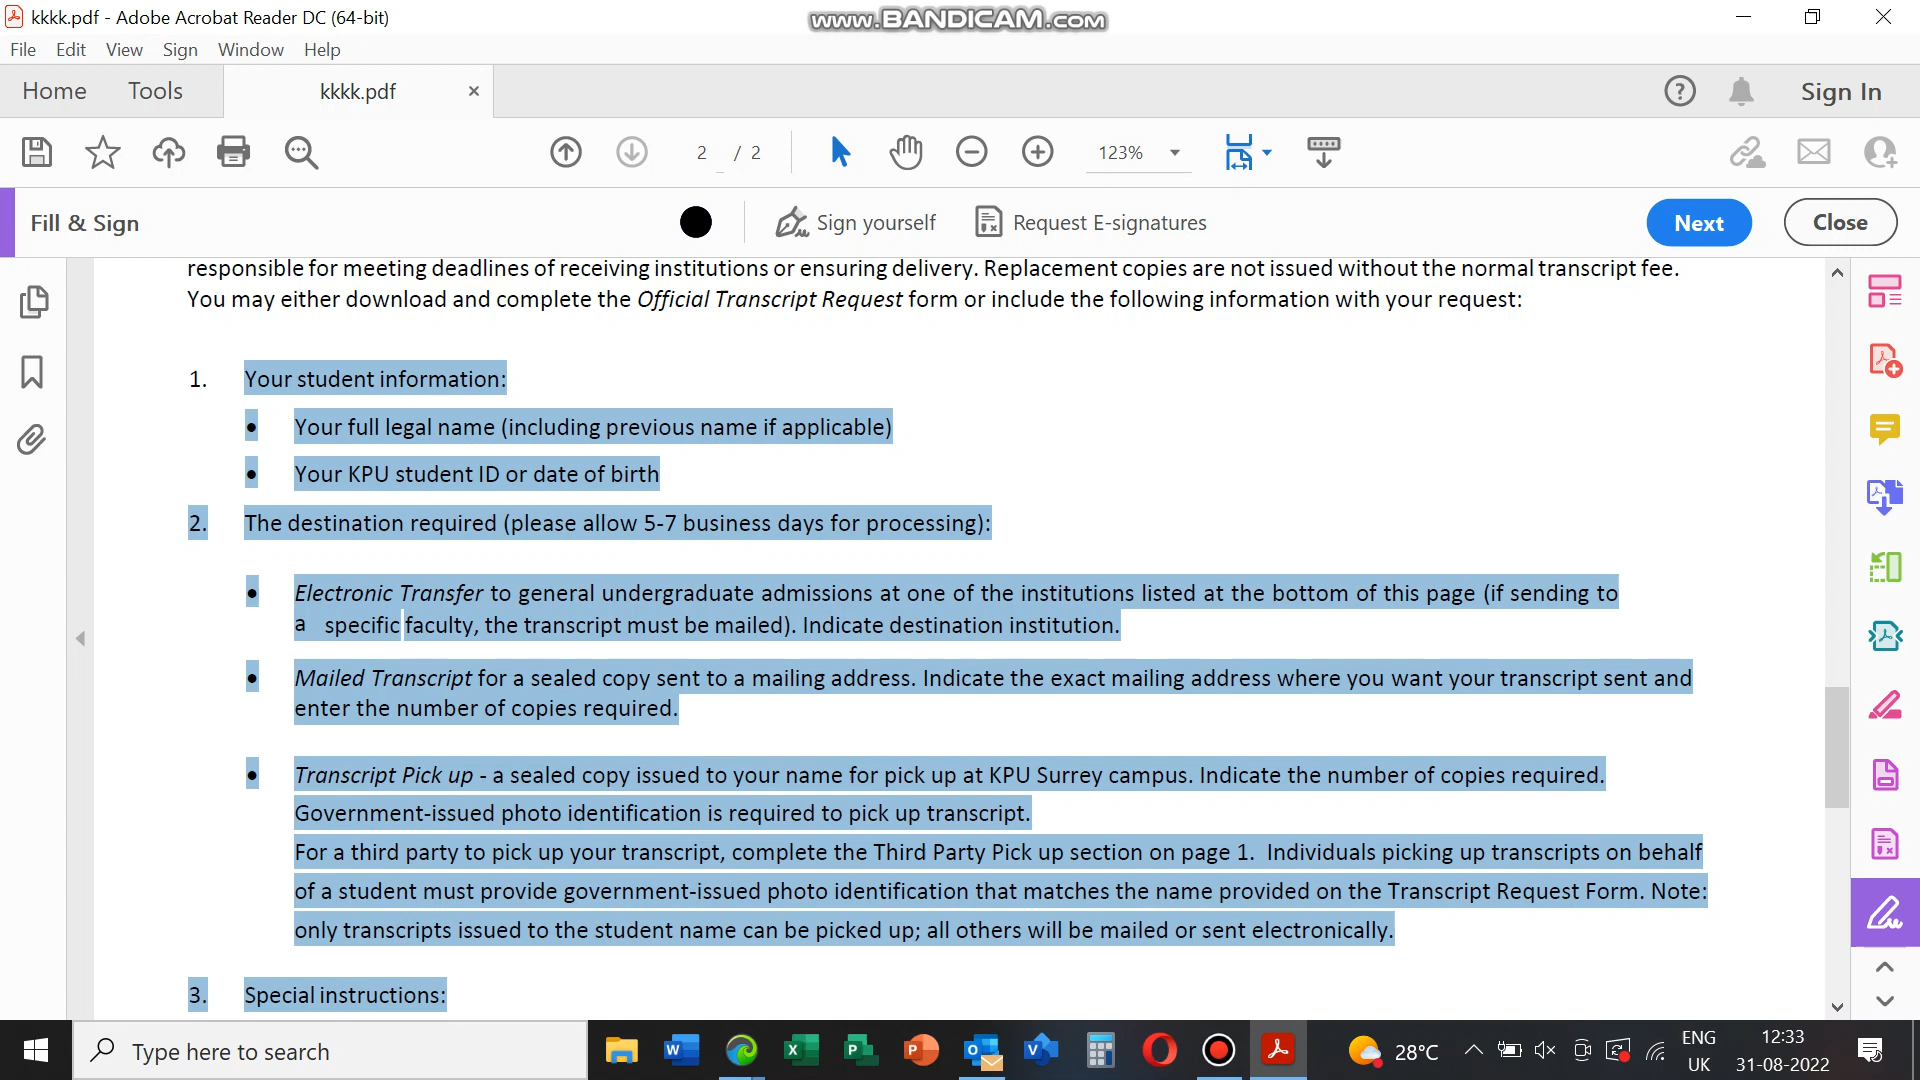 kkkk.pdf - Adobe Acrobat Reader DC (64-bit)
www.BANDICAM.com
File Edit View Sign Window Help
Home Tools kkkk.pdf × Sign In
2 / 2 123%
Fill & Sign Sign yourself Request E-signatures Next Close
responsible for meeting deadlines of receiving institutions or ensuring delivery. Replacement copies are not issued without the normal transcript fee.
You may either download and complete the Official Transcript Request form or include the following information with your request:
1. Your student information:
• Your full legal name (including previous name if applicable)
• Your KPU student ID or date of birth
2. The destination required (please allow 5-7 business days for processing):
• Electronic Transfer to general undergraduate admissions at one of the institutions listed at the bottom of this page (if sending to
a specific faculty, the transcript must be mailed). Indicate destination institution.
• Mailed Transcript for a sealed copy sent to a mailing address. Indicate the exact mailing address where you want your transcript sent and
enter the number of copies required.
• Transcript Pick up - a sealed copy issued to your name for pick up at KPU Surrey campus. Indicate the number of copies required.
Government-issued photo identification is required to pick up transcript.
For a third party to pick up your transcript, complete the Third Party Pick up section on page 1. Individuals picking up transcripts on behalf
of a student must provide government-issued photo identification that matches the name provided on the Transcript Request Form. Note:
only transcripts issued to the student name can be picked up; all others will be mailed or sent electronically.
3. Special instructions:
Type here to search
28°C
ENG
UK
12:33
31-08-2022